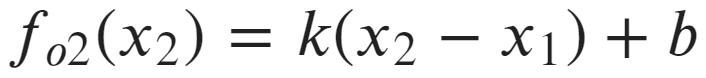 f_{o2}(x_2) = k(x_2 - x_1) + b